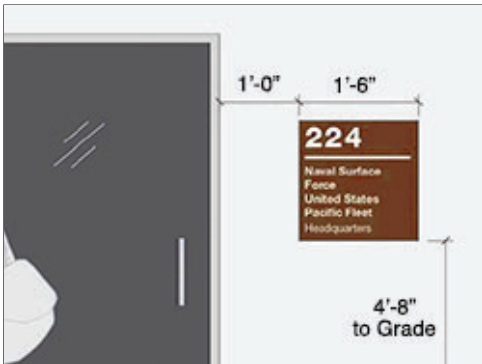 1'-0" 1'-6"
224
Naval Surface
Force
United States
Pacific Fleet
Headquarters
4'-8"
to Grade